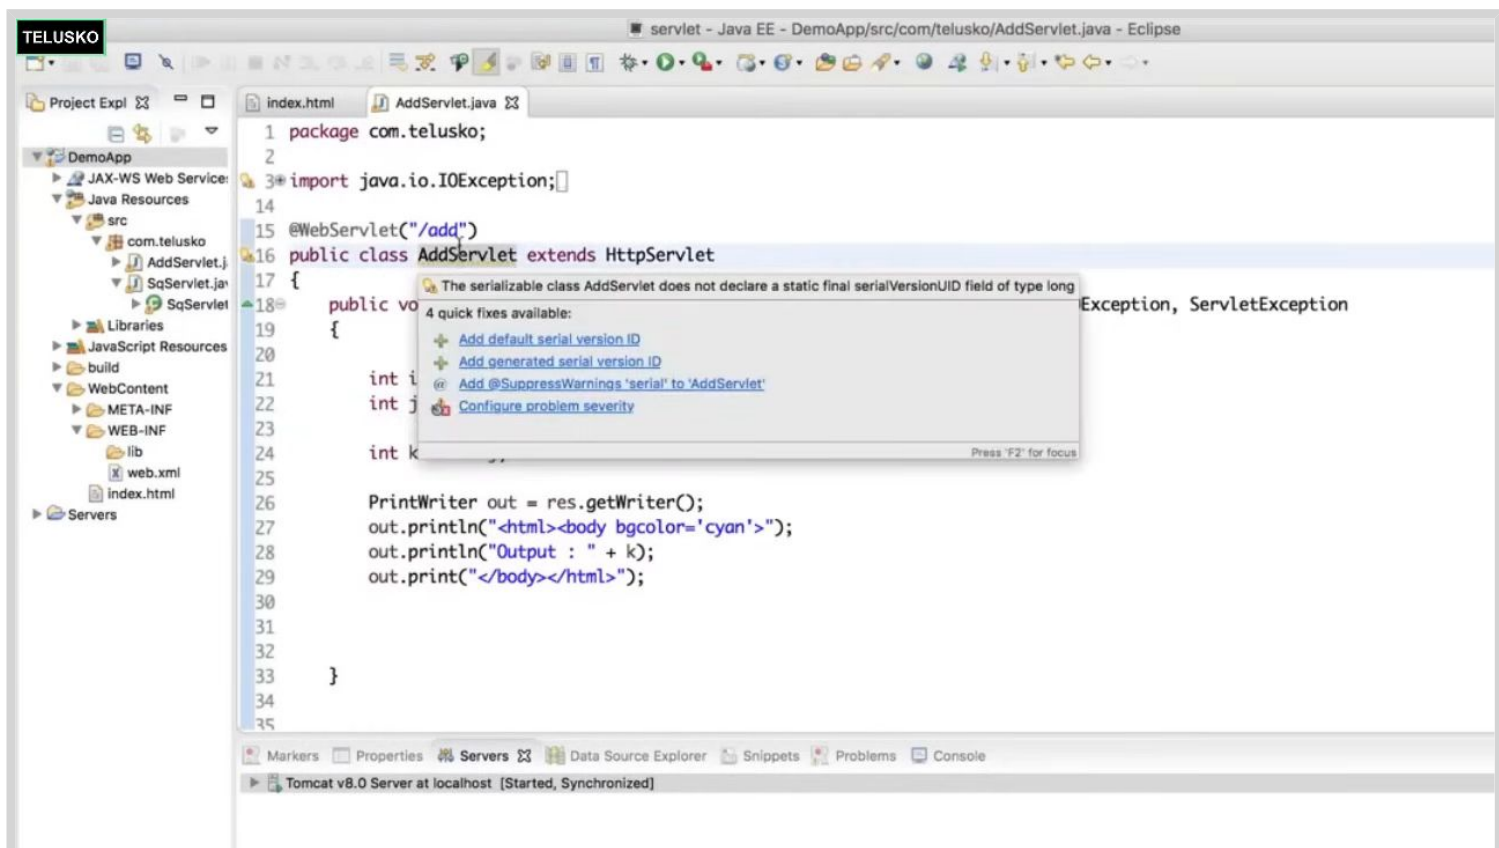 TELUSKO
servlet - Java EE - DemoApp/src/com/telusko/AddServlet.java - Eclipse
Project Expl
index.html
AddServlet.java
DemoApp
JAX-WS Web Service
Java Resources
src
com.telusko
AddServlet.j
SqServlet.jav
SqServlet
Libraries
JavaScript Resources
build
WebContent
META-INF
WEB-INF
lib
web.xml
index.html
Servers
1 package com.telusko;
2
3 import java.io.IOException;
14
15 @WebServlet("/add")
16 public class AddServlet extends HttpServlet
17 {
18 public vo Exception, ServletException
19 {
20
21 int i
22 int j
23
24 int k
25
26 PrintWriter out = res.getWriter();
27 out.println("<html><body bgcolor='cyan'>");
28 out.println("Output : " + k);
29 out.print("</body></html>");
30
31
32
33 }
34
35
The serializable class AddServlet does not declare a static final serialVersionUID field of type long
4 quick fixes available:
Add default serial version ID
Add generated serial version ID
Add @SuppressWarnings 'serial' to 'AddServlet'
Configure problem severity
Press 'F2' for focus
Markers Properties Servers Data Source Explorer Snippets Problems Console
Tomcat v8.0 Server at localhost [Started, Synchronized]